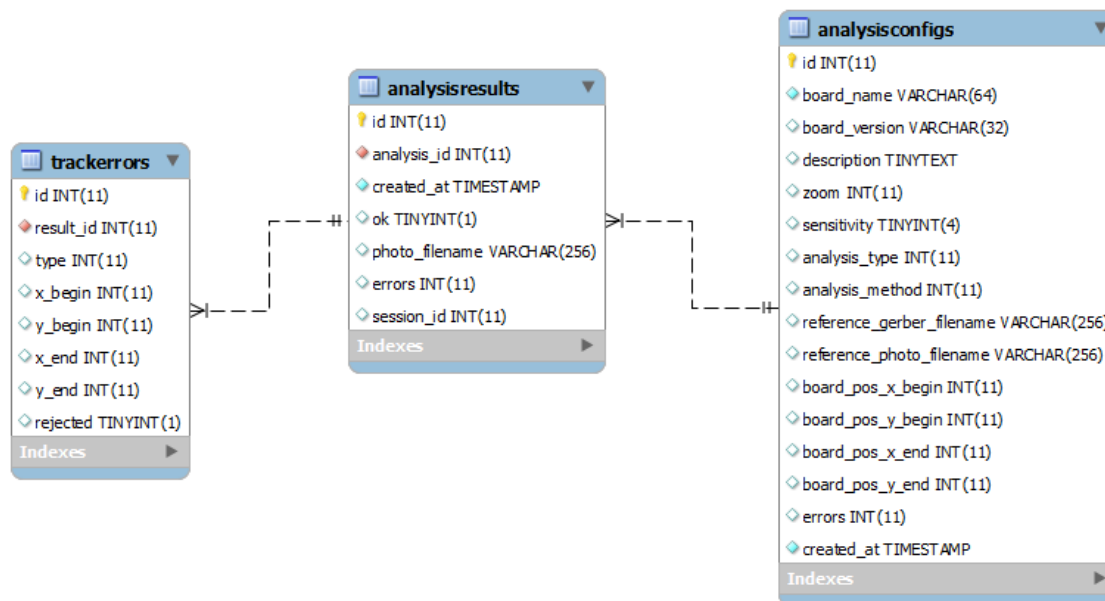 trackerrors
id INT(11)
result_id INT(11)
type INT(11)
x_begin INT(11)
y_begin INT(11)
x_end INT(11)
y_end INT(11)
rejected TINYINT(1)
Indexes
analysisresults
id INT(11)
analysis_id INT(11)
created_at TIMESTAMP
ok TINYINT(1)
photo_filename VARCHAR(256)
errors INT(11)
session_id INT(11)
Indexes
analysisconfigs
id INT(11)
board_name VARCHAR(64)
board_version VARCHAR(32)
description TINYTEXT
zoom INT(11)
sensitivity TINYINT(4)
analysis_type INT(11)
analysis_method INT(11)
reference_gerber_filename VARCHAR(256)
reference_photo_filename VARCHAR(256)
board_pos_x_begin INT(11)
board_pos_y_begin INT(11)
board_pos_x_end INT(11)
board_pos_y_end INT(11)
errors INT(11)
created_at TIMESTAMP
Indexes